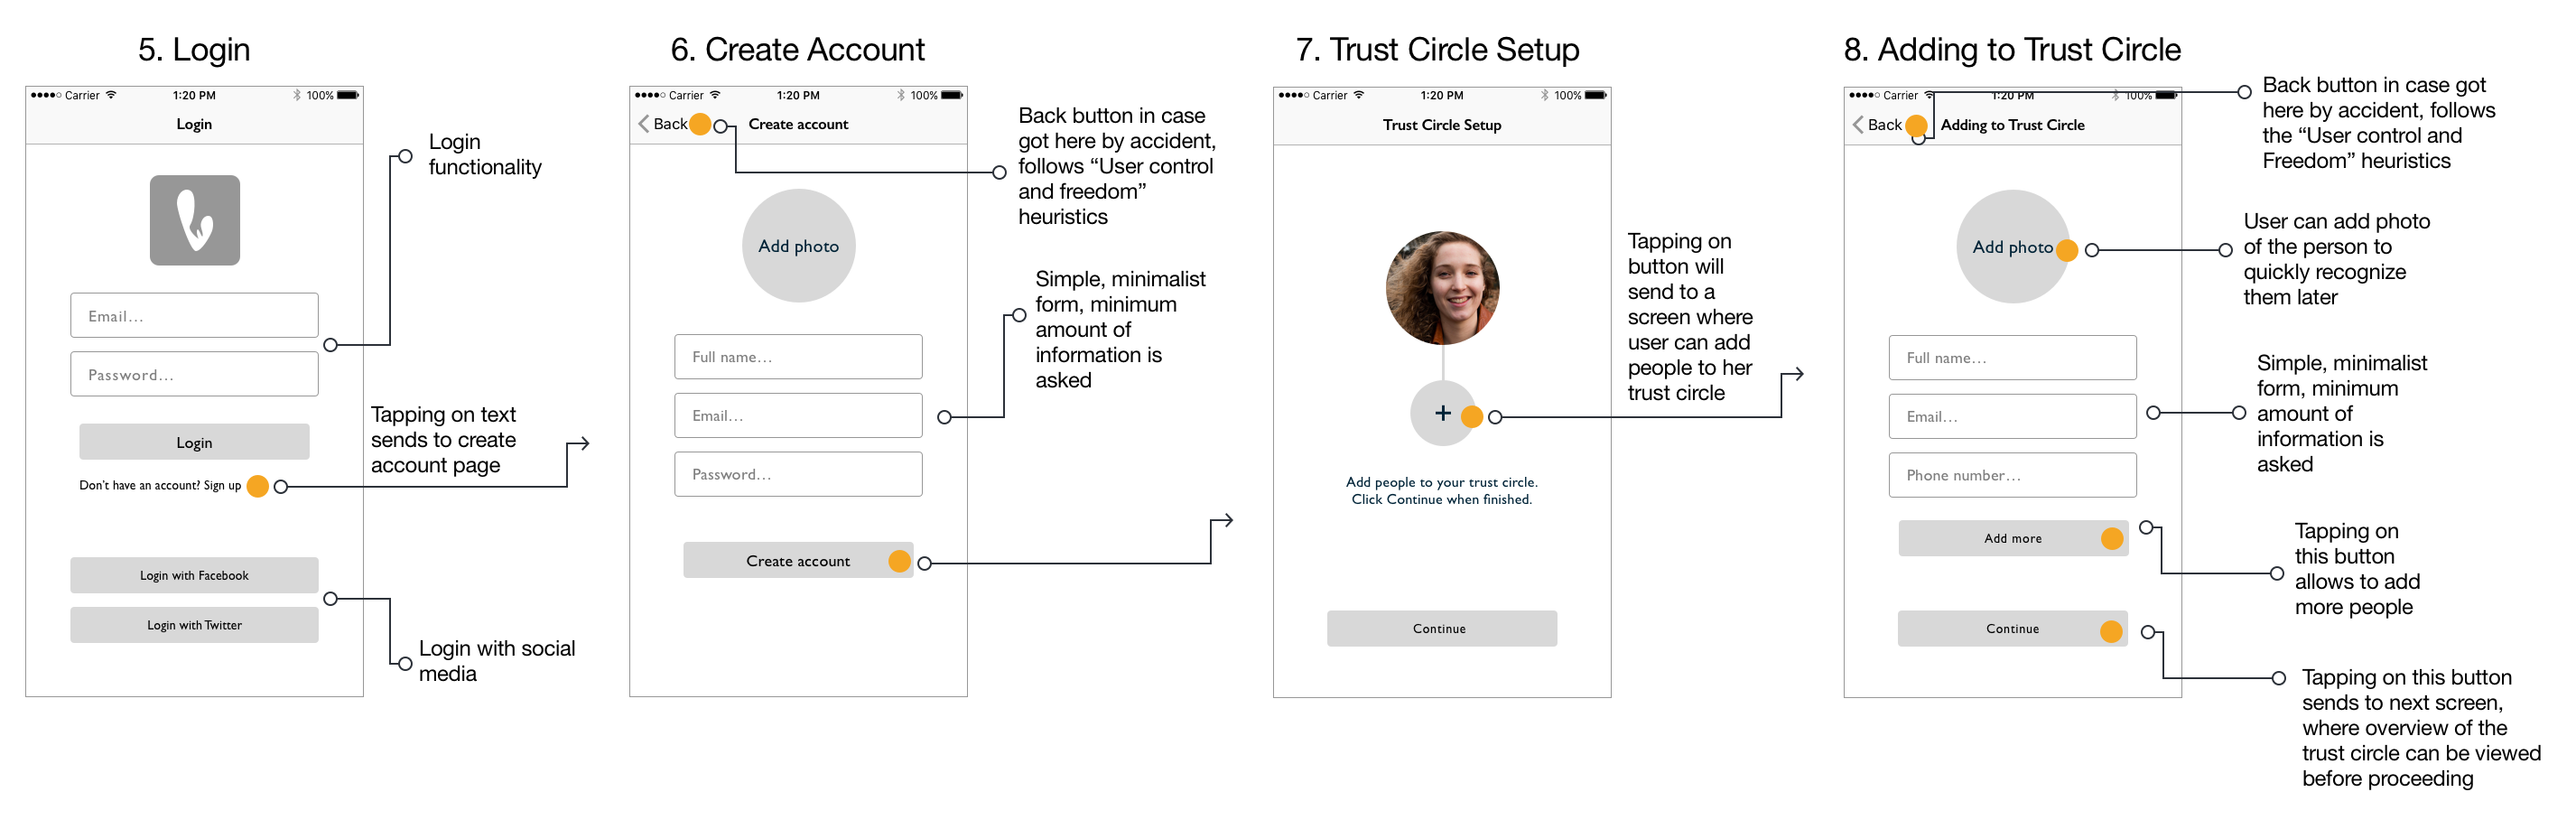 5. Login
●●●●○ Carrier
1:20 PM
100%
Login
Email...
Password...
Login
Don't have an account? Sign up
Login with Facebook
Login with Twitter
Login
functionality
Tapping on text
sends to create
account page
Login with social
media
6. Create Account
●●●●○ Carrier
1:20 PM
100%
Back
Create account
Add photo
Full name...
Email...
Password...
Create account
Back button in case
got here by accident,
follows “User control
and freedom”
heuristics
Simple, minimalist
form, minimum
amount of
information is
asked
7. Trust Circle Setup
●●●●○ Carrier
1:20 PM
100%
Trust Circle Setup
+
Add people to your trust circle.
Click Continue when finished.
Continue
Tapping on
button will
send to a
screen where
user can add
people to her
trust circle
8. Adding to Trust Circle
●●●●○ Carrier
1:20 PM
100%
Back
Adding to Trust Circle
Add photo
Full name...
Email...
Phone number...
Add more
Continue
Back button in case got
here by accident, follows
the “User control and
Freedom” heuristics
User can add photo
of the person to
quickly recognize
them later
Simple, minimalist
form, minimum
amount of
information is
asked
Tapping on
this button
allows to add
more people
Tapping on this button
sends to next screen,
where overview of the
trust circle can be viewed
before proceeding